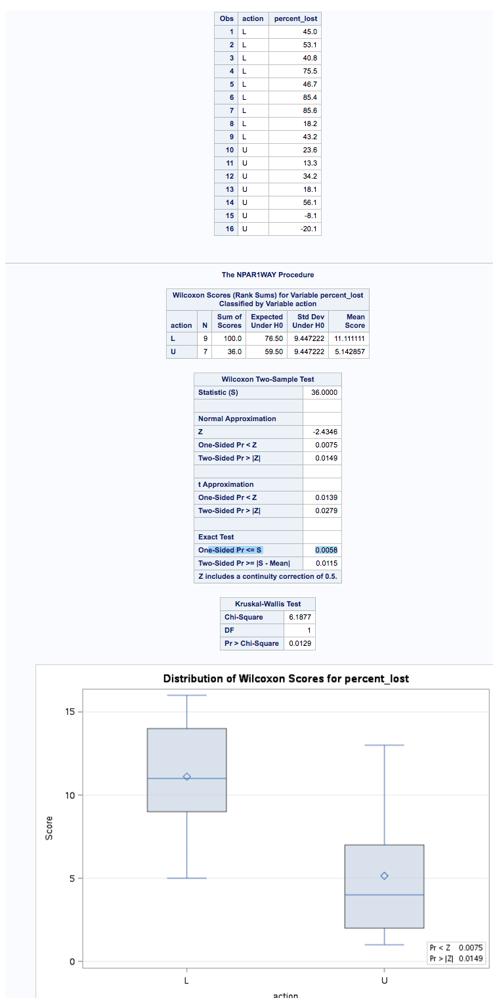 Obs action percent_lost
1 L 45.0
2 L 53.1
3 L 40.8
4 L 75.5
5 L 46.7
6 L 85.4
7 L 85.6
8 L 18.2
9 L 43.2
10 U 23.6
11 U 13.3
12 U 34.2
13 U 18.1
14 U 56.1
15 U -8.1
16 U -20.1
The NPAR1WAY Procedure
Wilcoxon Scores (Rank Sums) for Variable percent_lost
Classified by Variable action
action N Sum of Scores Expected Under H0 Std Dev Under H0 Mean Score
L 9 100.0 76.50 9.447222 11.111111
U 7 36.0 59.50 9.447222 5.142857
Wilcoxon Two-Sample Test
Statistic (S) 36.0000
Normal Approximation
Z -2.4346
One-Sided Pr < Z 0.0075
Two-Sided Pr > |Z| 0.0149
t Approximation
One-Sided Pr < Z 0.0139
Two-Sided Pr > |Z| 0.0279
Exact Test
One-Sided Pr <= S 0.0058
Two-Sided Pr >= |S - Mean| 0.0115
Z includes a continuity correction of 0.5.
Kruskal-Wallis Test
Chi-Square 6.1877
DF 1
Pr > Chi-Square 0.0129
Distribution of Wilcoxon Scores for percent_lost
15
10
Score
5
0
Pr < Z 0.0075
Pr > |Z| 0.0149
L U
action